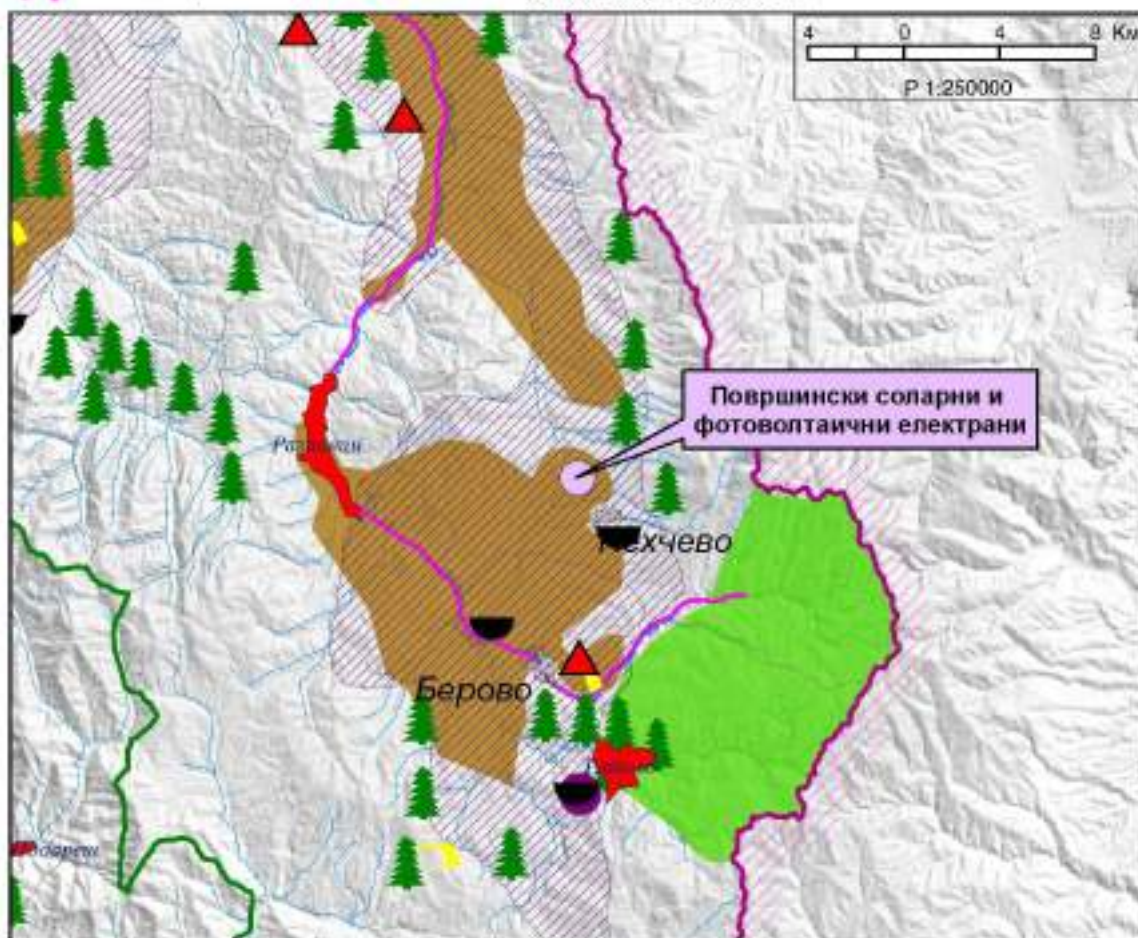 4 0 4 8 Км
Р 1:250000
Површински соларни и
фотоволтаични електрани
Берово